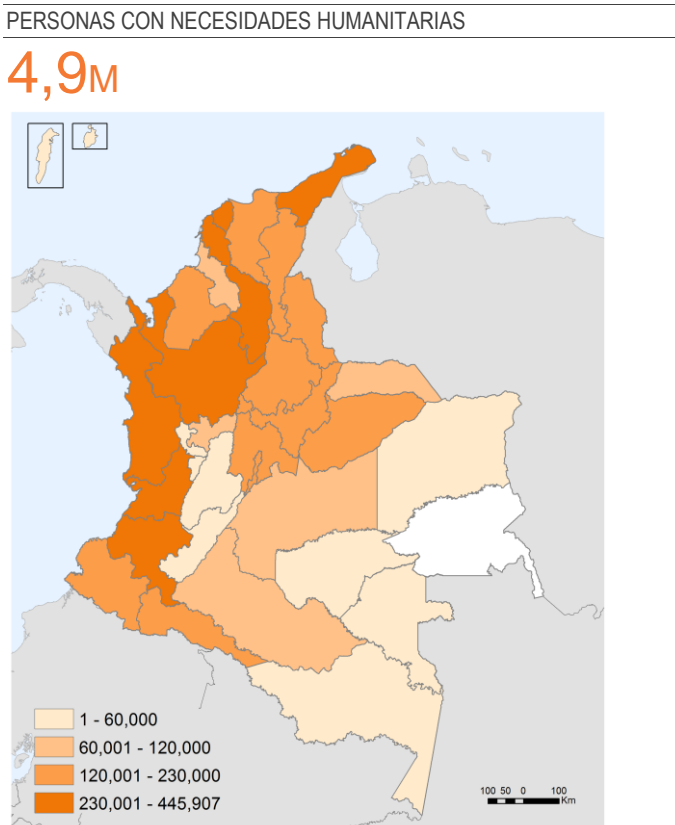 PERSONAS CON NECESIDADES HUMANITARIAS
4,9M
1 - 60,000
60,001 - 120,000
120,001 - 230,000
230,001 - 445,907
100 50 0 100
Km